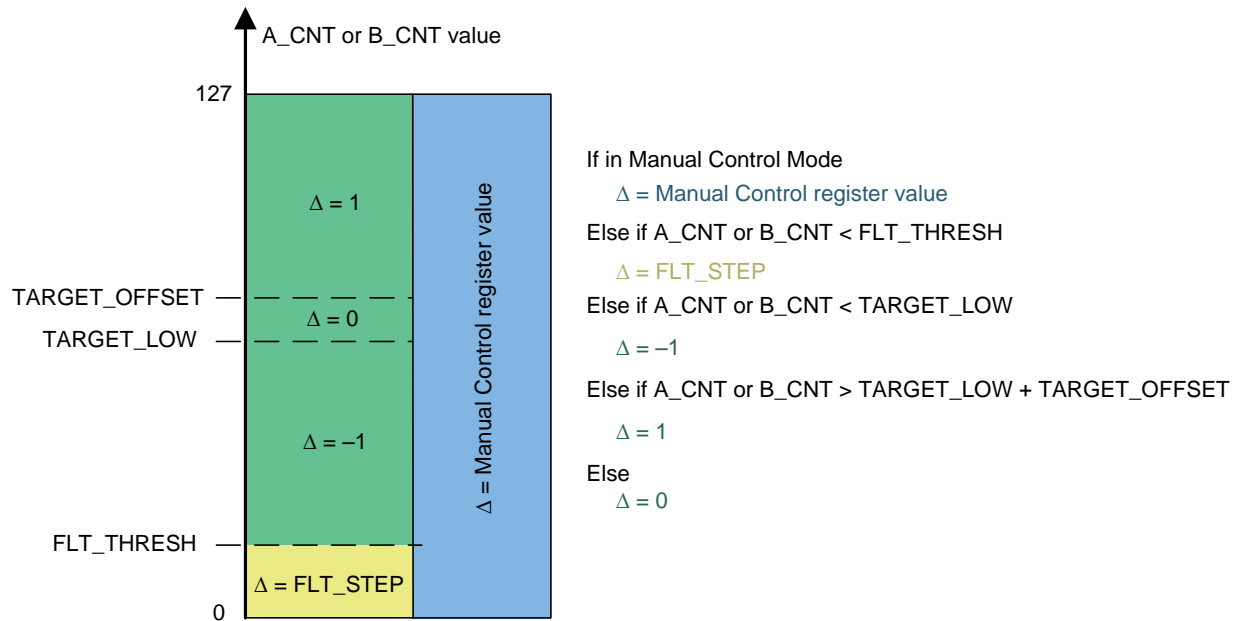 A_CNT or B_CNT value
127
Δ = 1
TARGET_OFFSET
Δ = 0
TARGET_LOW
Δ = –1
FLT_THRESH
Δ = FLT_STEP
0
Δ = Manual Control register value
If in Manual Control Mode
Δ = Manual Control register value
Else if A_CNT or B_CNT < FLT_THRESH
Δ = FLT_STEP
Else if A_CNT or B_CNT < TARGET_LOW
Δ = –1
Else if A_CNT or B_CNT > TARGET_LOW + TARGET_OFFSET
Δ = 1
Else
Δ = 0